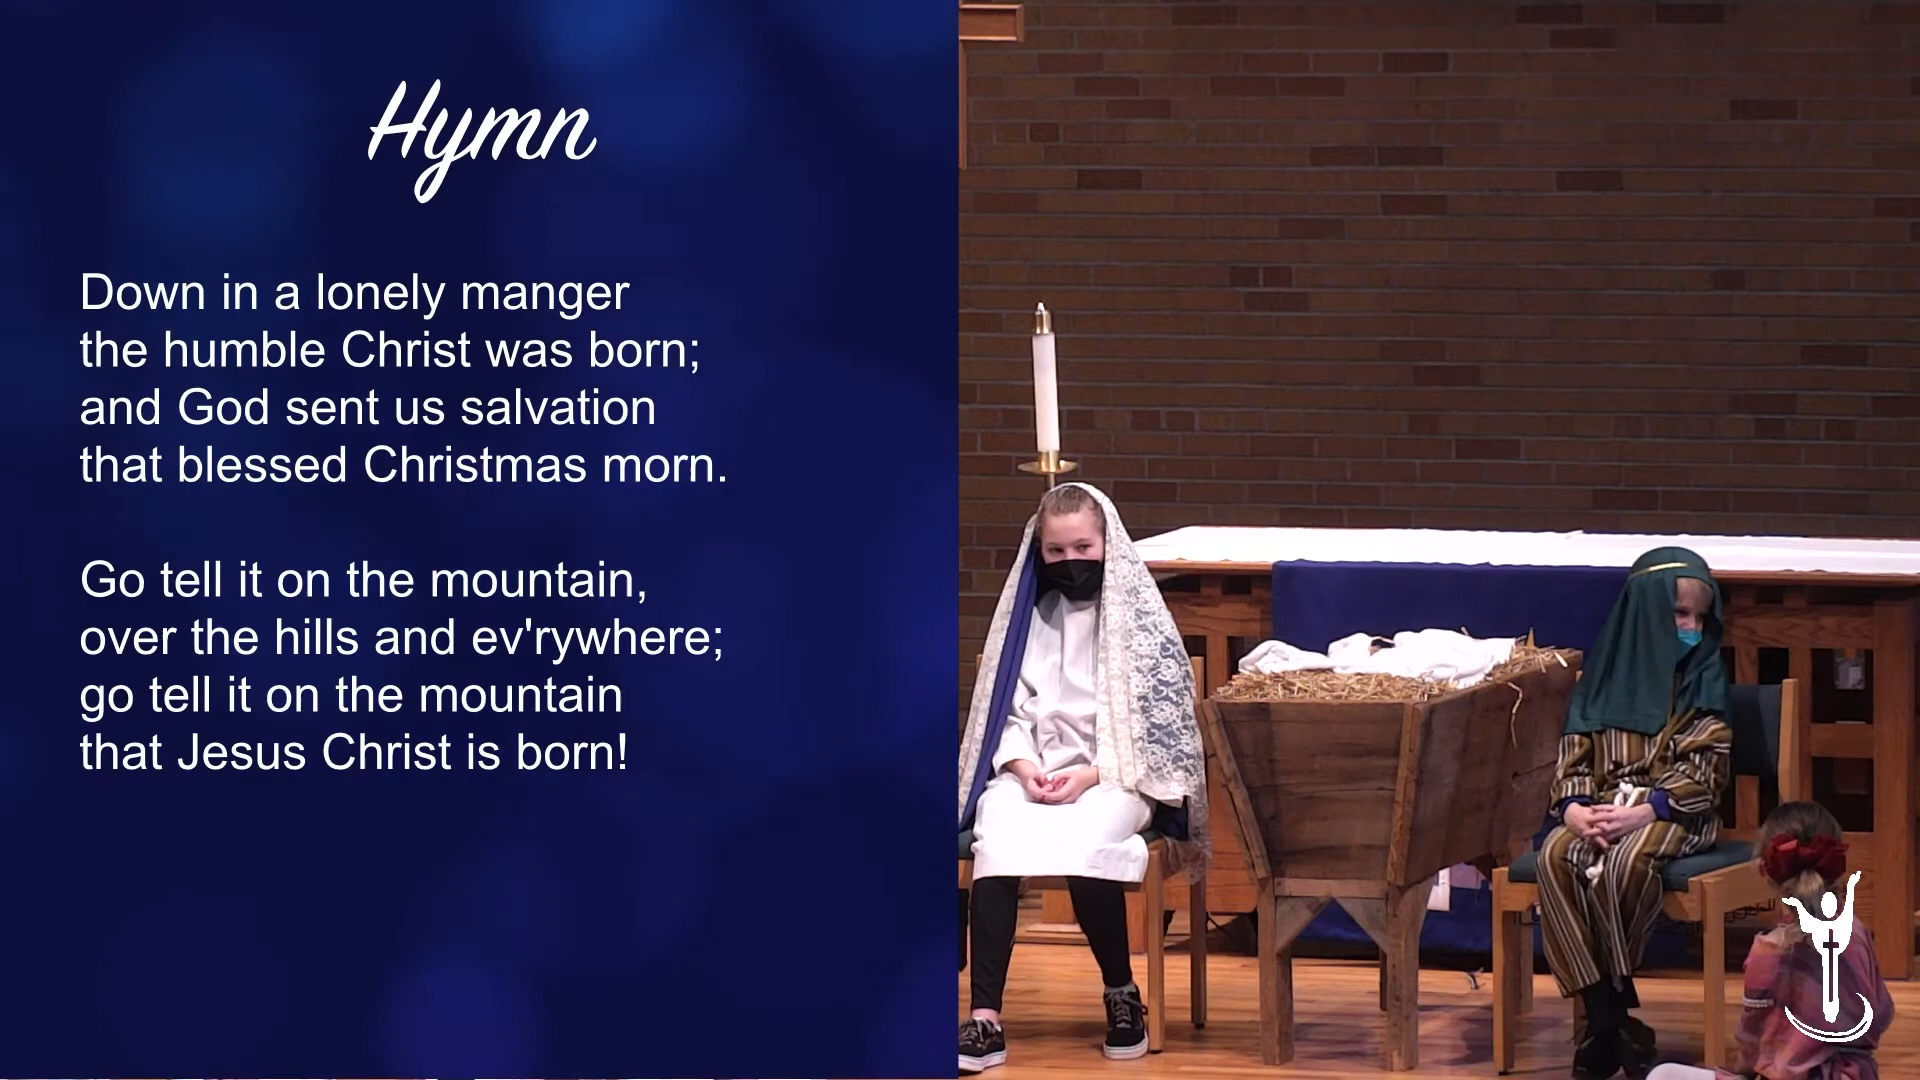 Hymn
Down in a lonely manger
the humble Christ was born;
and God sent us salvation
that blessed Christmas morn.
Go tell it on the mountain,
over the hills and ev'rywhere;
go tell it on the mountain
that Jesus Christ is born!